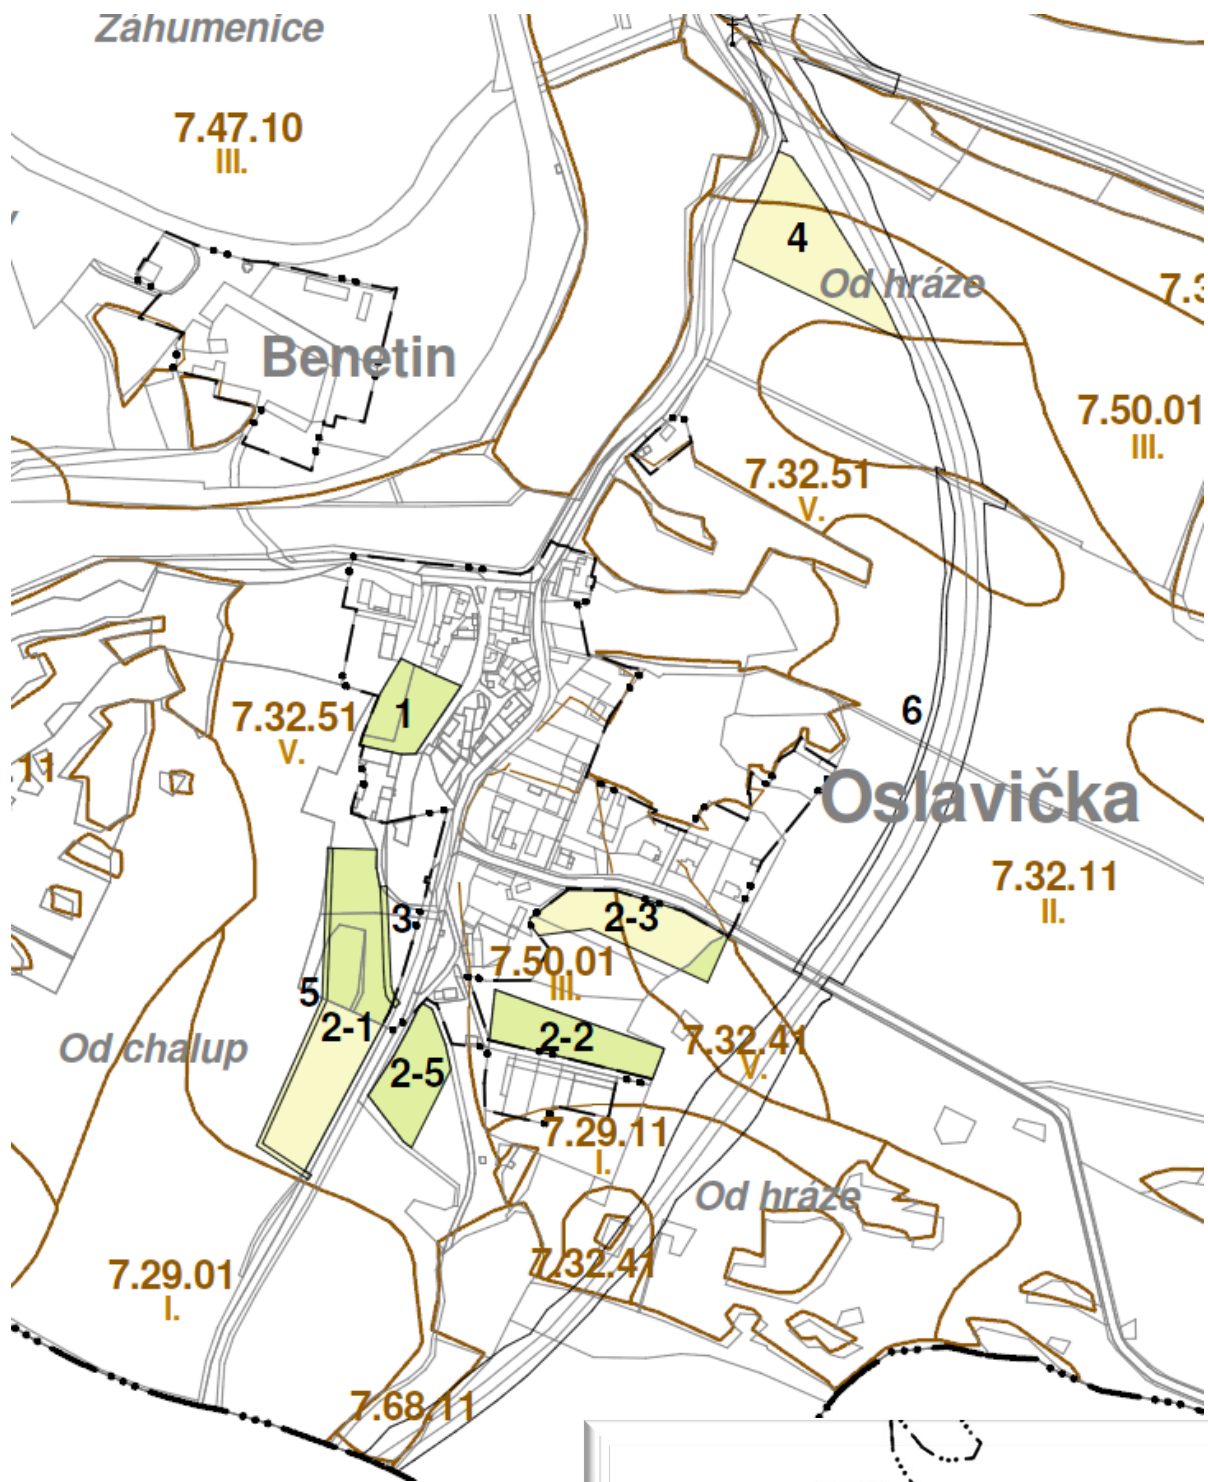 Záhumenice
7.47.10
III.
4
Od hráze
7.3
Benetin
7.50.01
III.
7.32.51
V.
1
7.32.51
V.
6
.11
Oslavička
7.32.11
II.
3
2-3
7.50.01
III.
5
2-1
2-2
Od chalup
7.32.41
V.
2-5
7.29.11
I.
Od hráze
7.32.41
7.29.01
I.
7.68.11